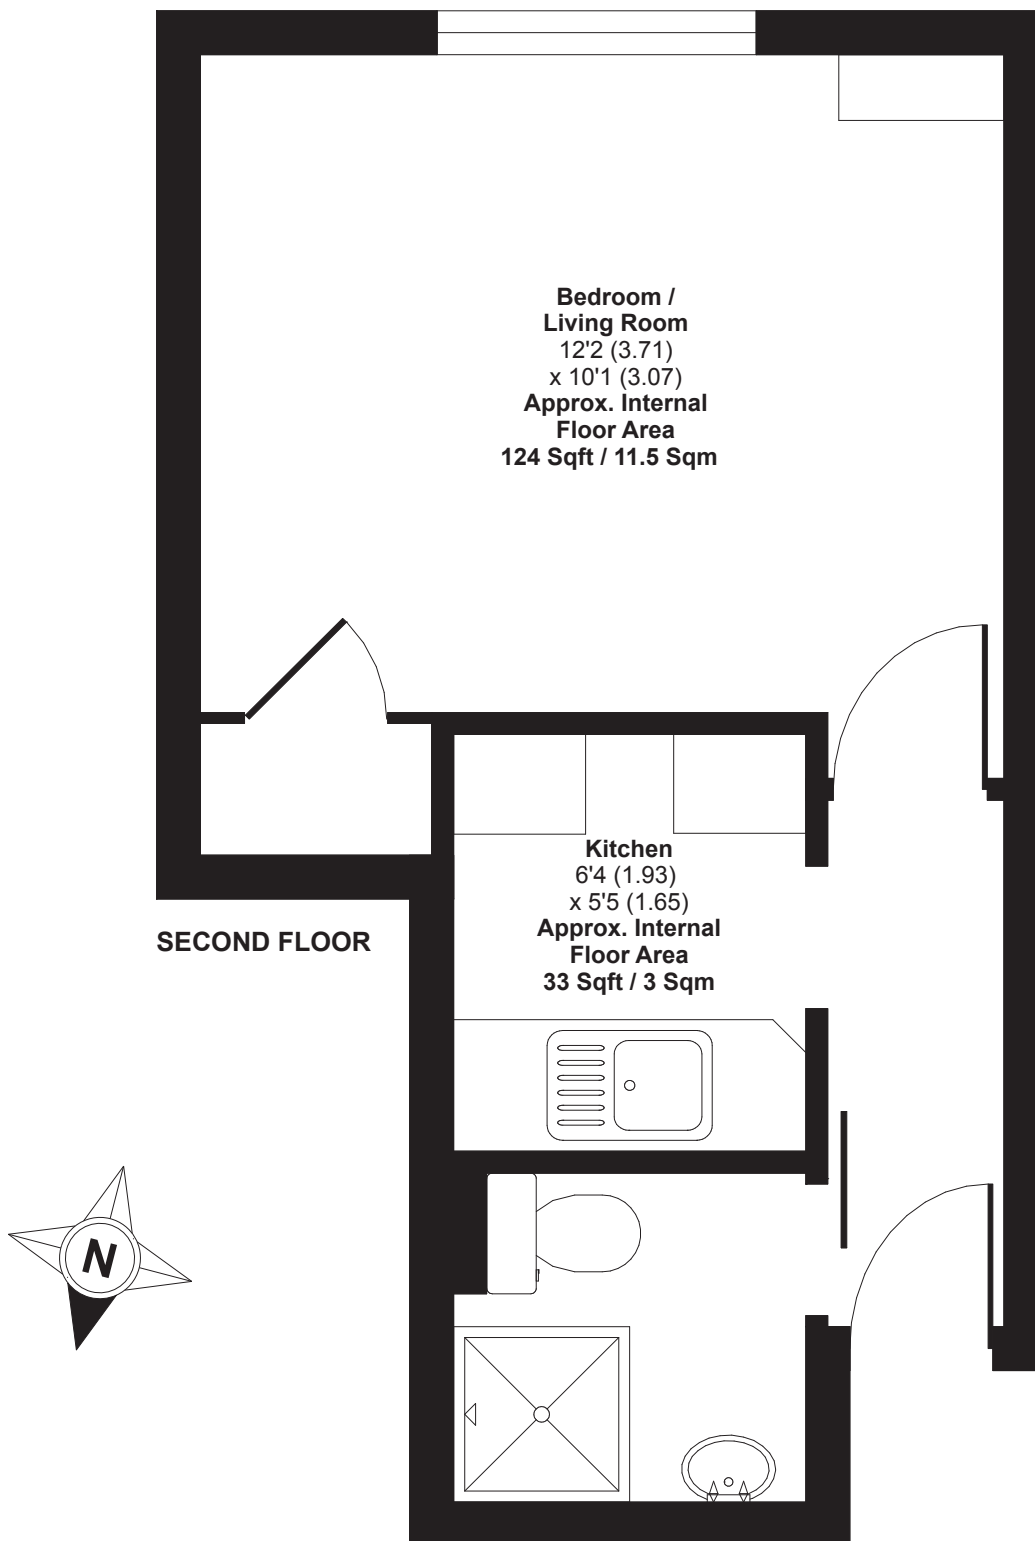 Bedroom /
Living Room
12'2 (3.71)
x 10'1 (3.07)
Approx. Internal
Floor Area
124 Sqft / 11.5 Sqm
Kitchen
6'4 (1.93)
x 5'5 (1.65)
Approx. Internal
Floor Area
33 Sqft / 3 Sqm
SECOND FLOOR
N